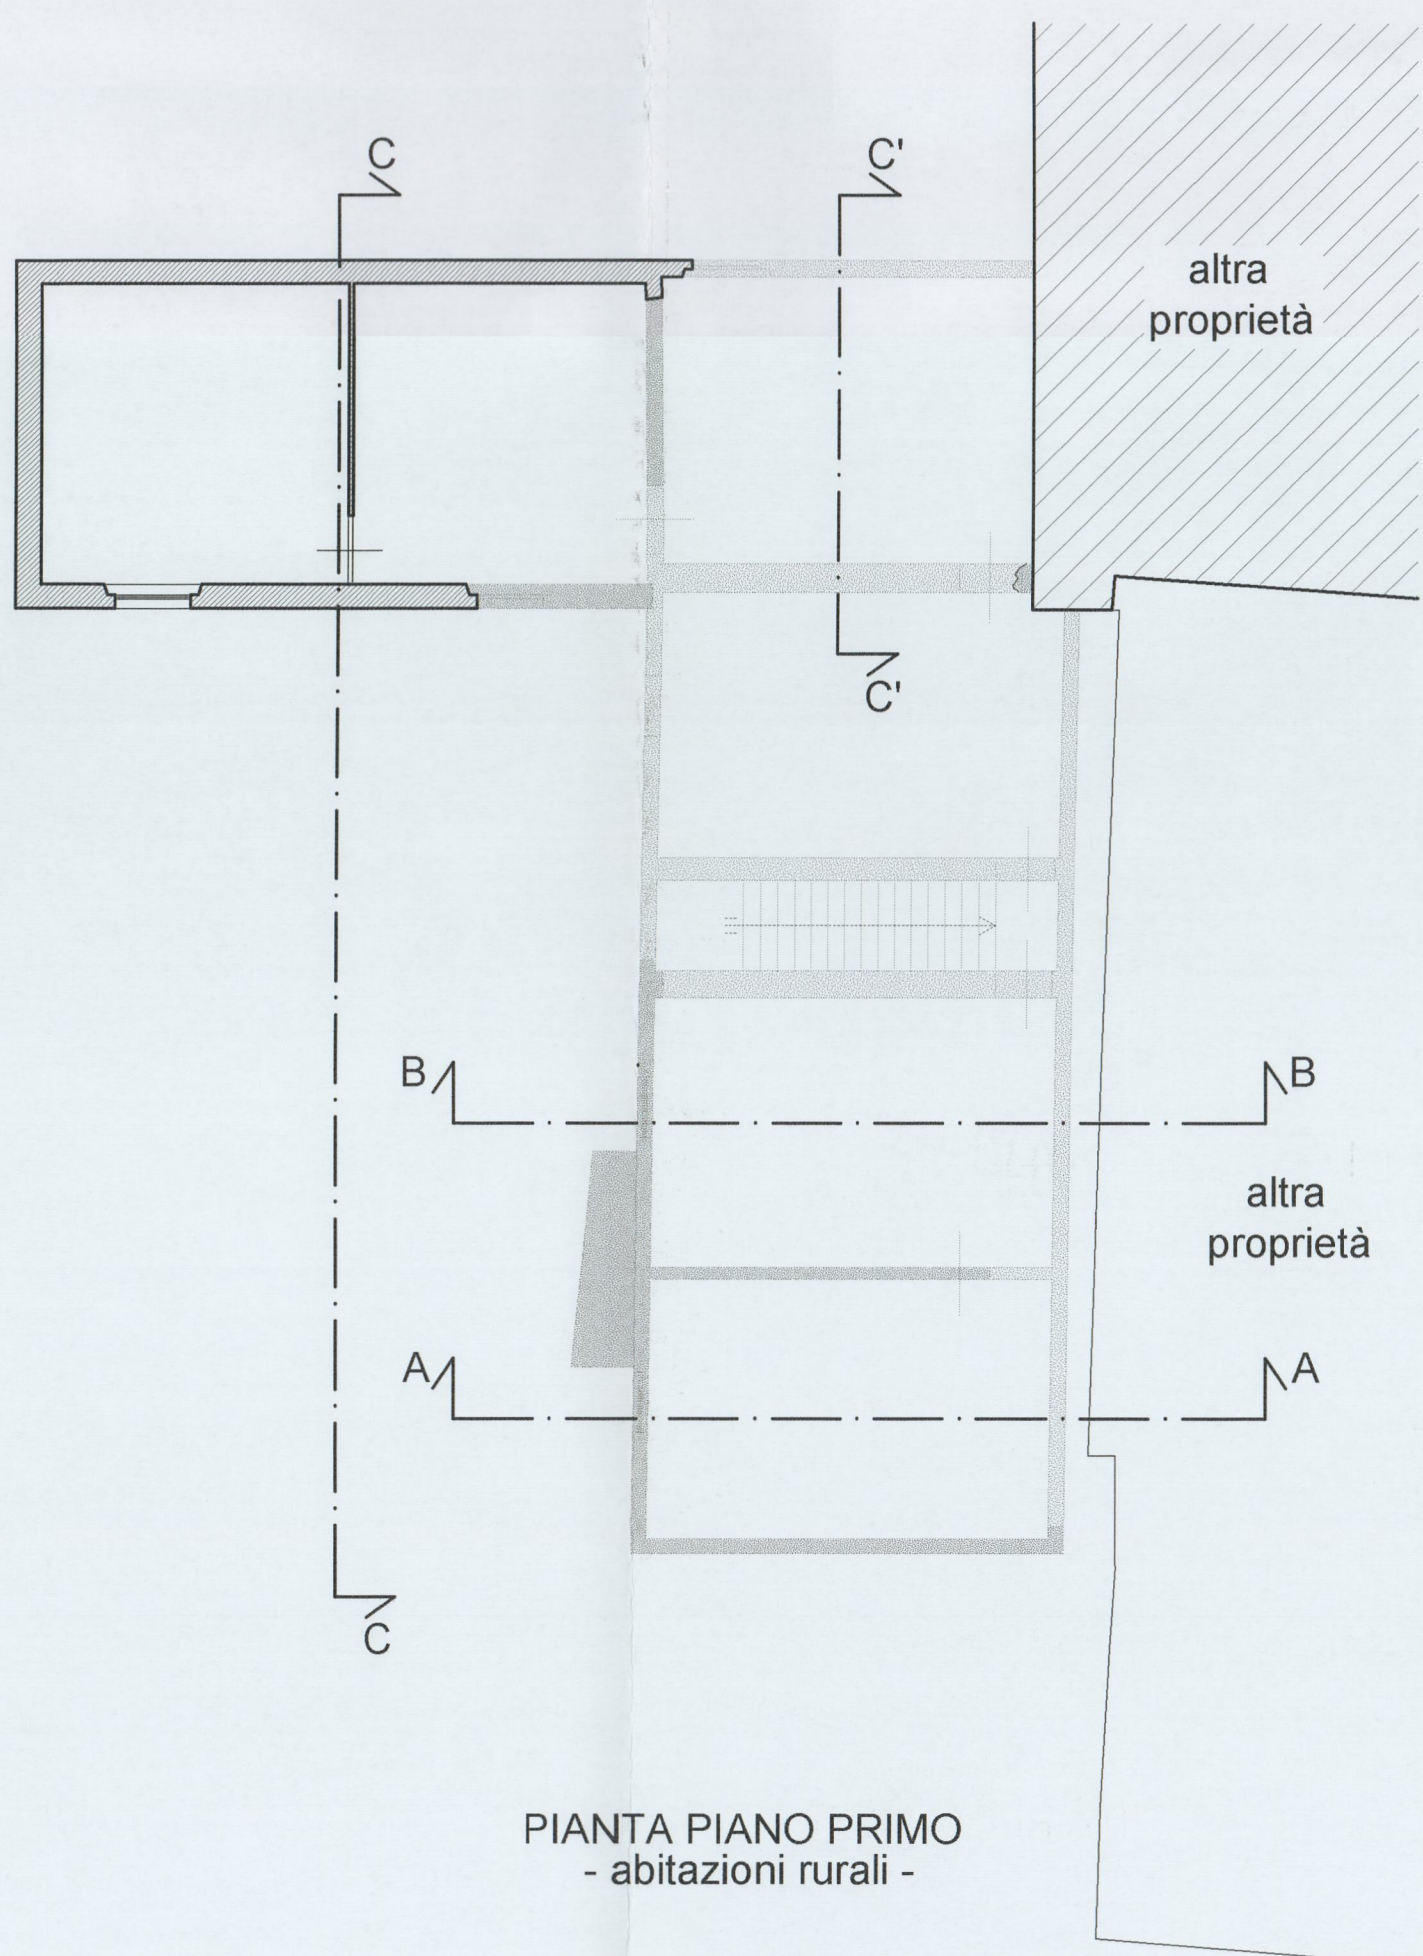 C
C'
altra
proprietà
C'
B
B
altra
proprietà
A
A
C
PIANTA PIANO PRIMO
- abitazioni rurali -